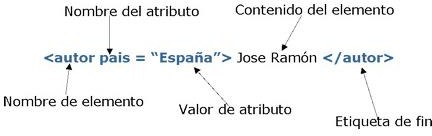 Nombre del atributo
Contenido del elemento
<autor pais = “España”> Jose Ramón </autor>
Nombre de elemento
Valor de atributo
Etiqueta de fin